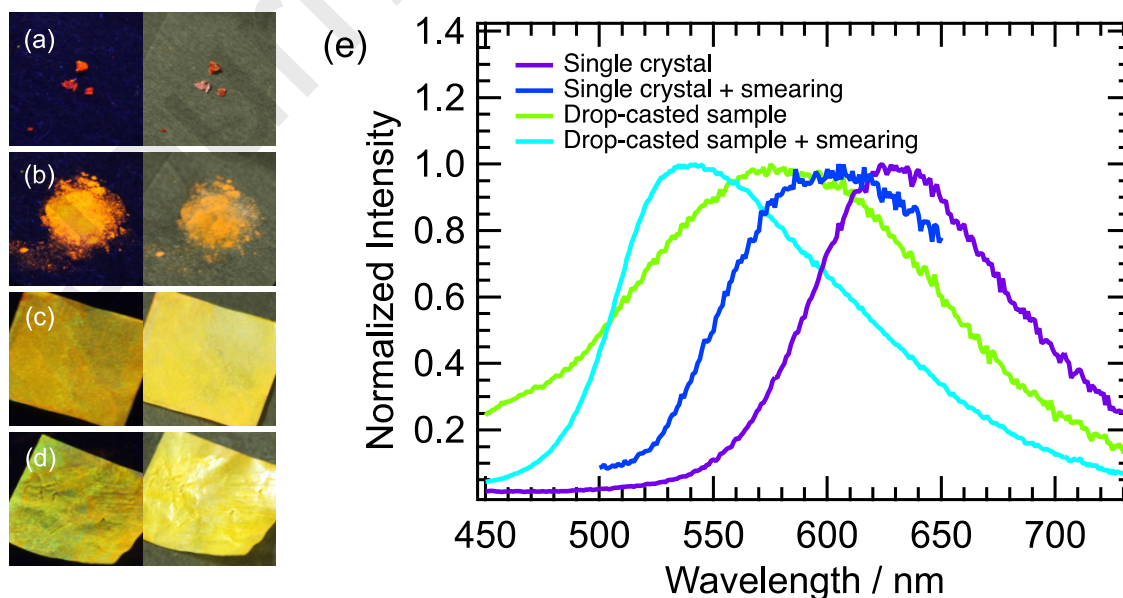 (a)
(b)
(c)
(d)
(e)
1.4
1.2
1.0
0.8
0.6
0.4
0.2
Normalized Intensity
Single crystal
Single crystal + smearing
Drop-casted sample
Drop-casted sample + smearing
450 500 550 600 650 700
Wavelength / nm